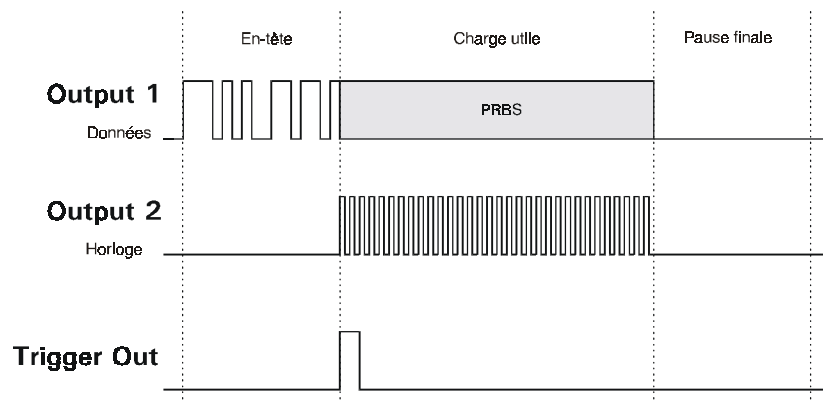 En-tête
Charge utile
Pause finale
Output 1
Données
PRBS
Output 2
Horloge
Trigger Out